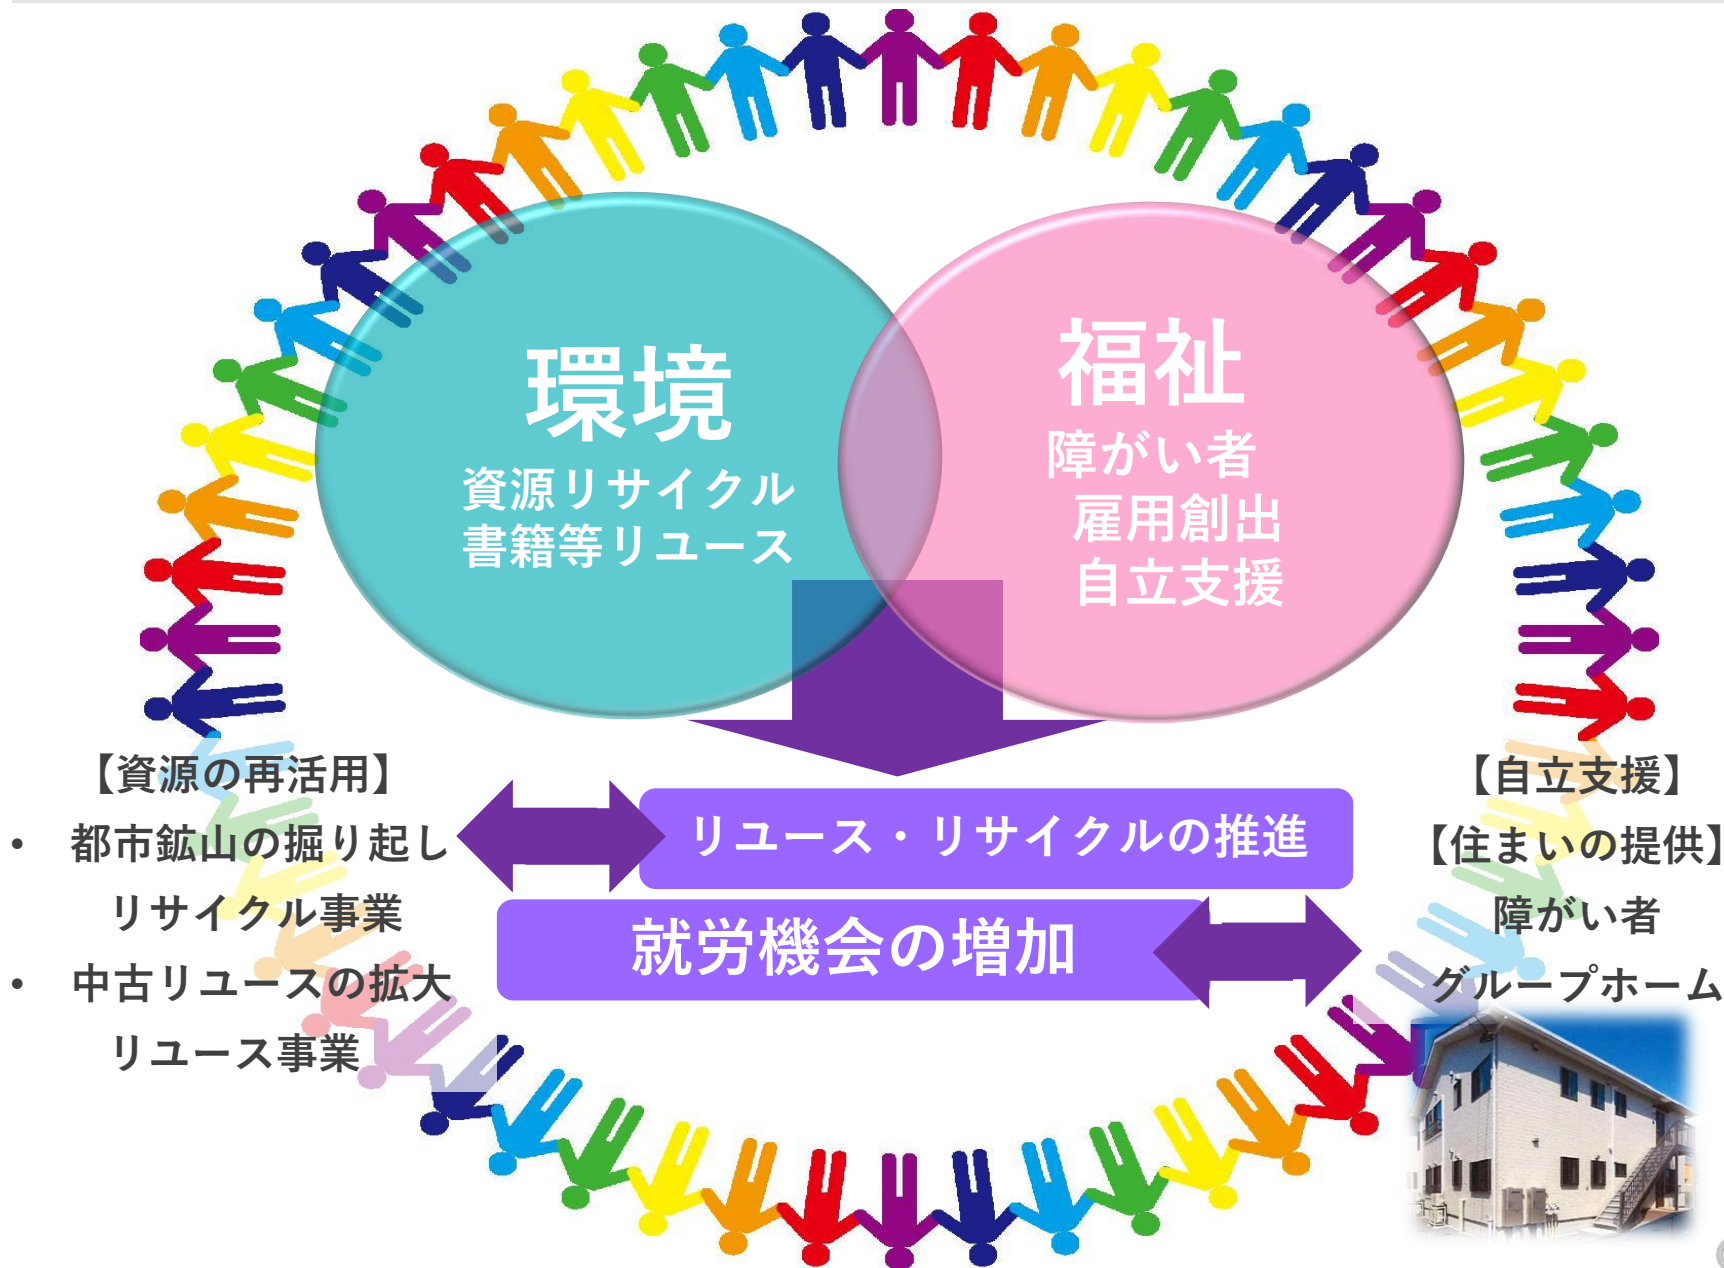 環境
資源リサイクル
書籍等リユース
福祉
障がい者
雇用創出
自立支援
【資源の再活用】
• 都市鉱山の掘り起し
リサイクル事業
• 中古リユースの拡大
リユース事業
リユース・リサイクルの推進
就労機会の増加
【自立支援】
【住まいの提供】
障がい者
グループホーム